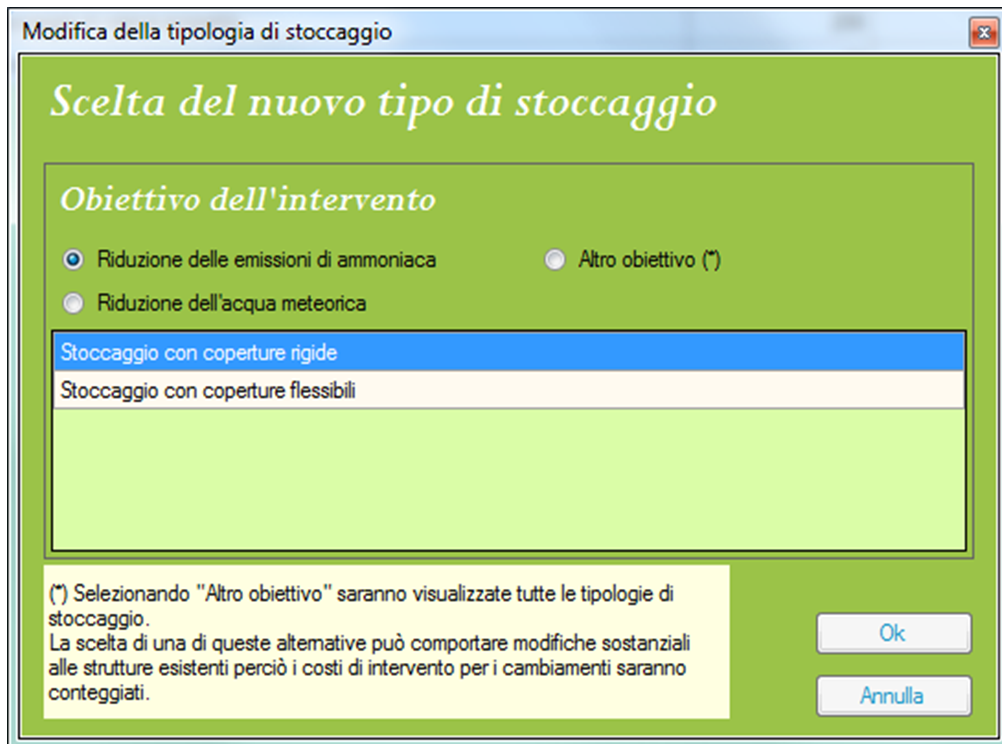 Modifica della tipologia di stoccaggio
Scelta del nuovo tipo di stoccaggio
Obiettivo dell'intervento
Riduzione delle emissioni di ammoniaca
Altro obiettivo (*)
Riduzione dell'acqua meteorica
Stoccaggio con coperture rigide
Stoccaggio con coperture flessibili
(*) Selezionando "Altro obiettivo" saranno visualizzate tutte le tipologie di
stoccaggio.
La scelta di una di queste alternative può comportare modifiche sostanziali
alle strutture esistenti perciò i costi di intervento per i cambiamenti saranno
conteggiati.
Ok
Annulla